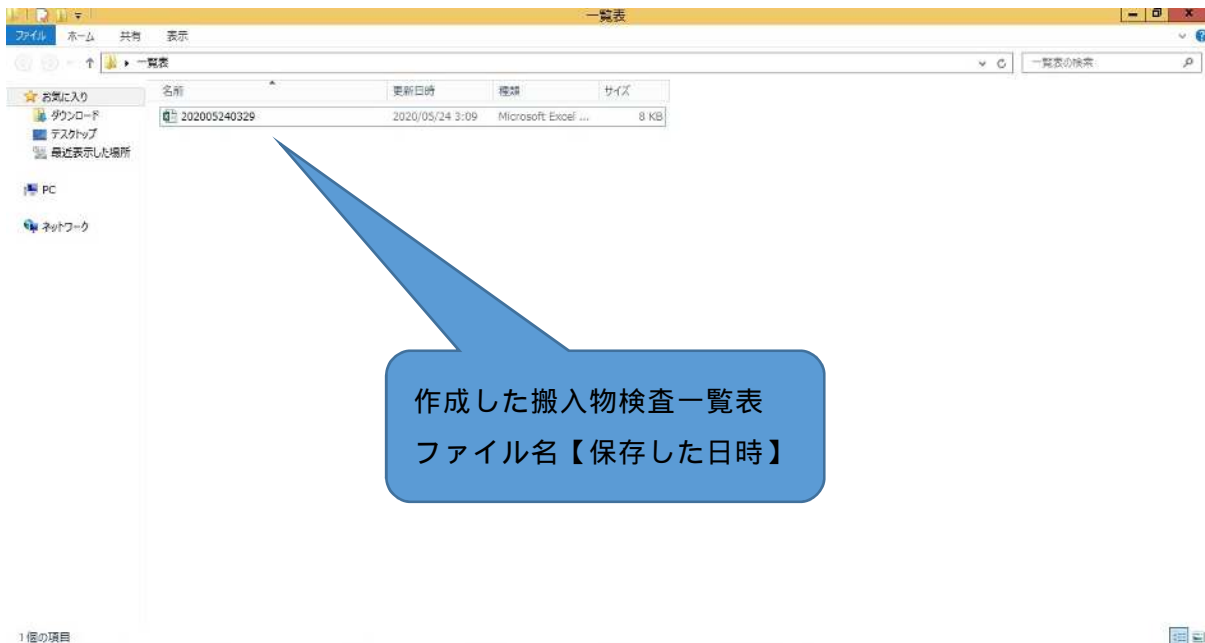 一覧表
ファイル ホーム 共有 表示
一覧表 一覧表の検索
お気に入り
ダウンロード
デスクトップ
最近表示した場所
PC
ネットワーク
名前 更新日時 種類 サイズ
202005240329 2020/05/24 3:09 Microsoft Excel ... 8 KB
作成した搬入物検査一覧表
ファイル名【保存した日時】
1 個の項目